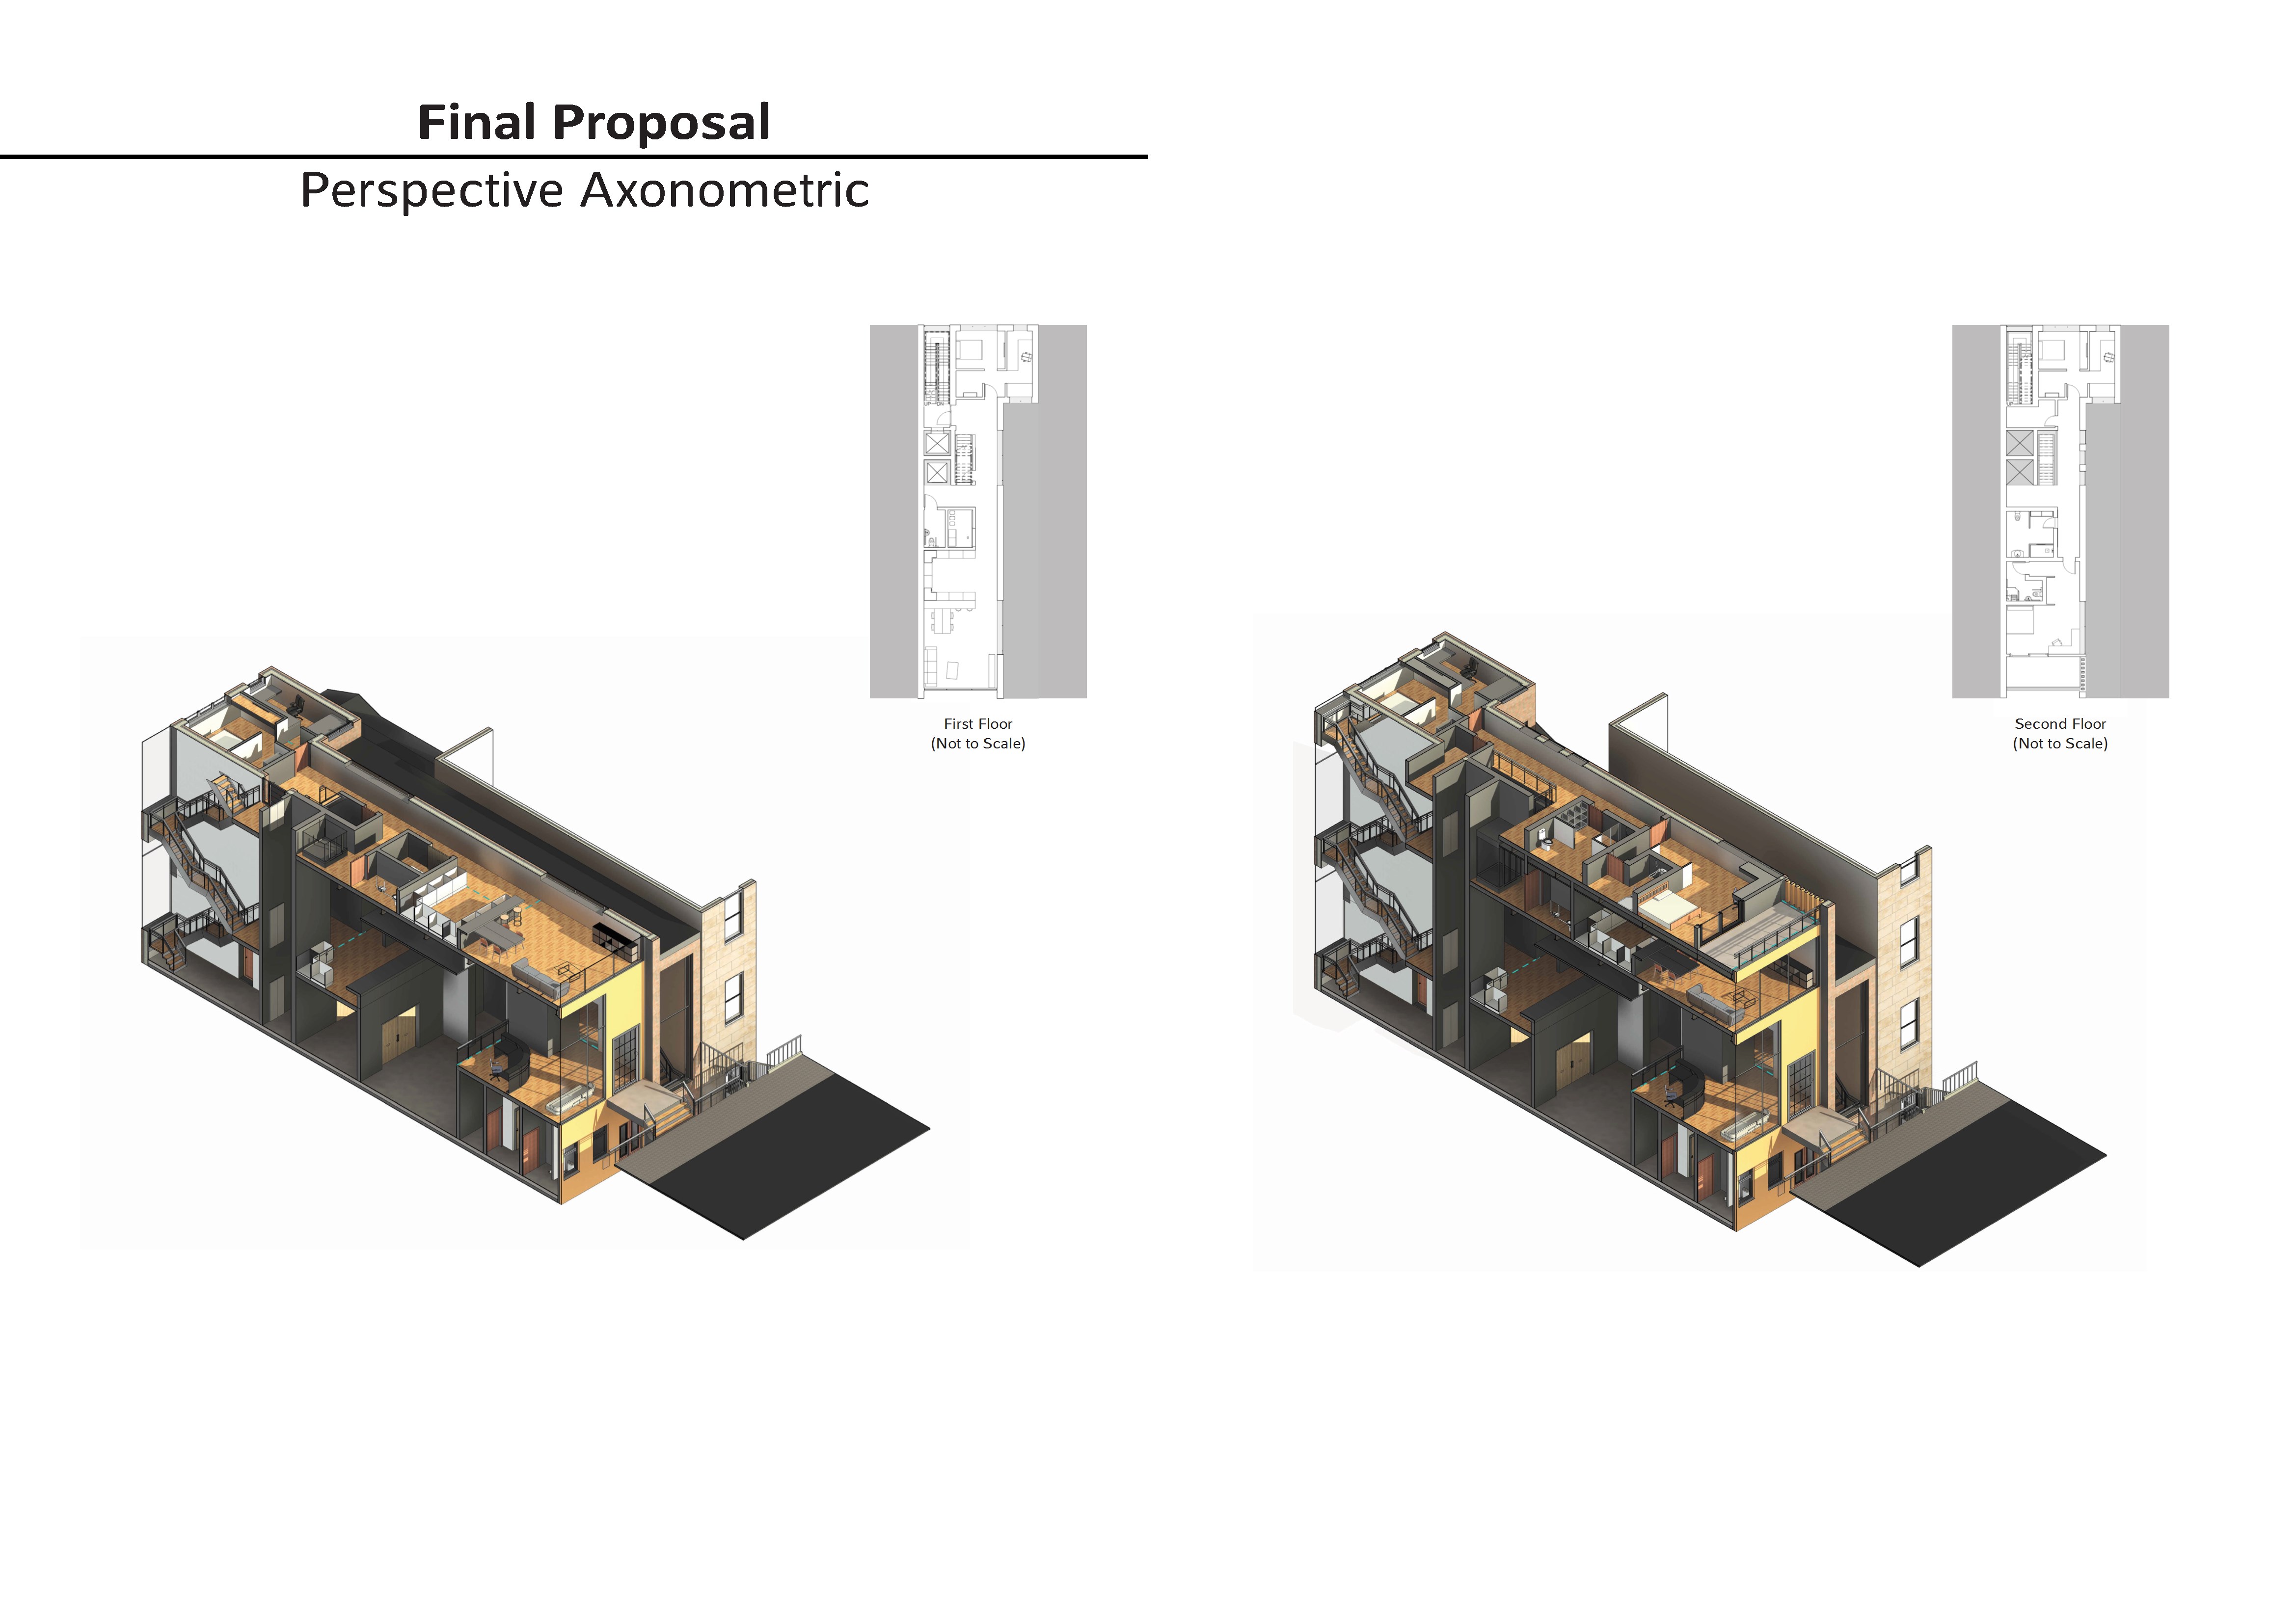 Final Proposal
Perspective Axonometric
First Floor
(Not to Scale)
Second Floor
(Not to Scale)